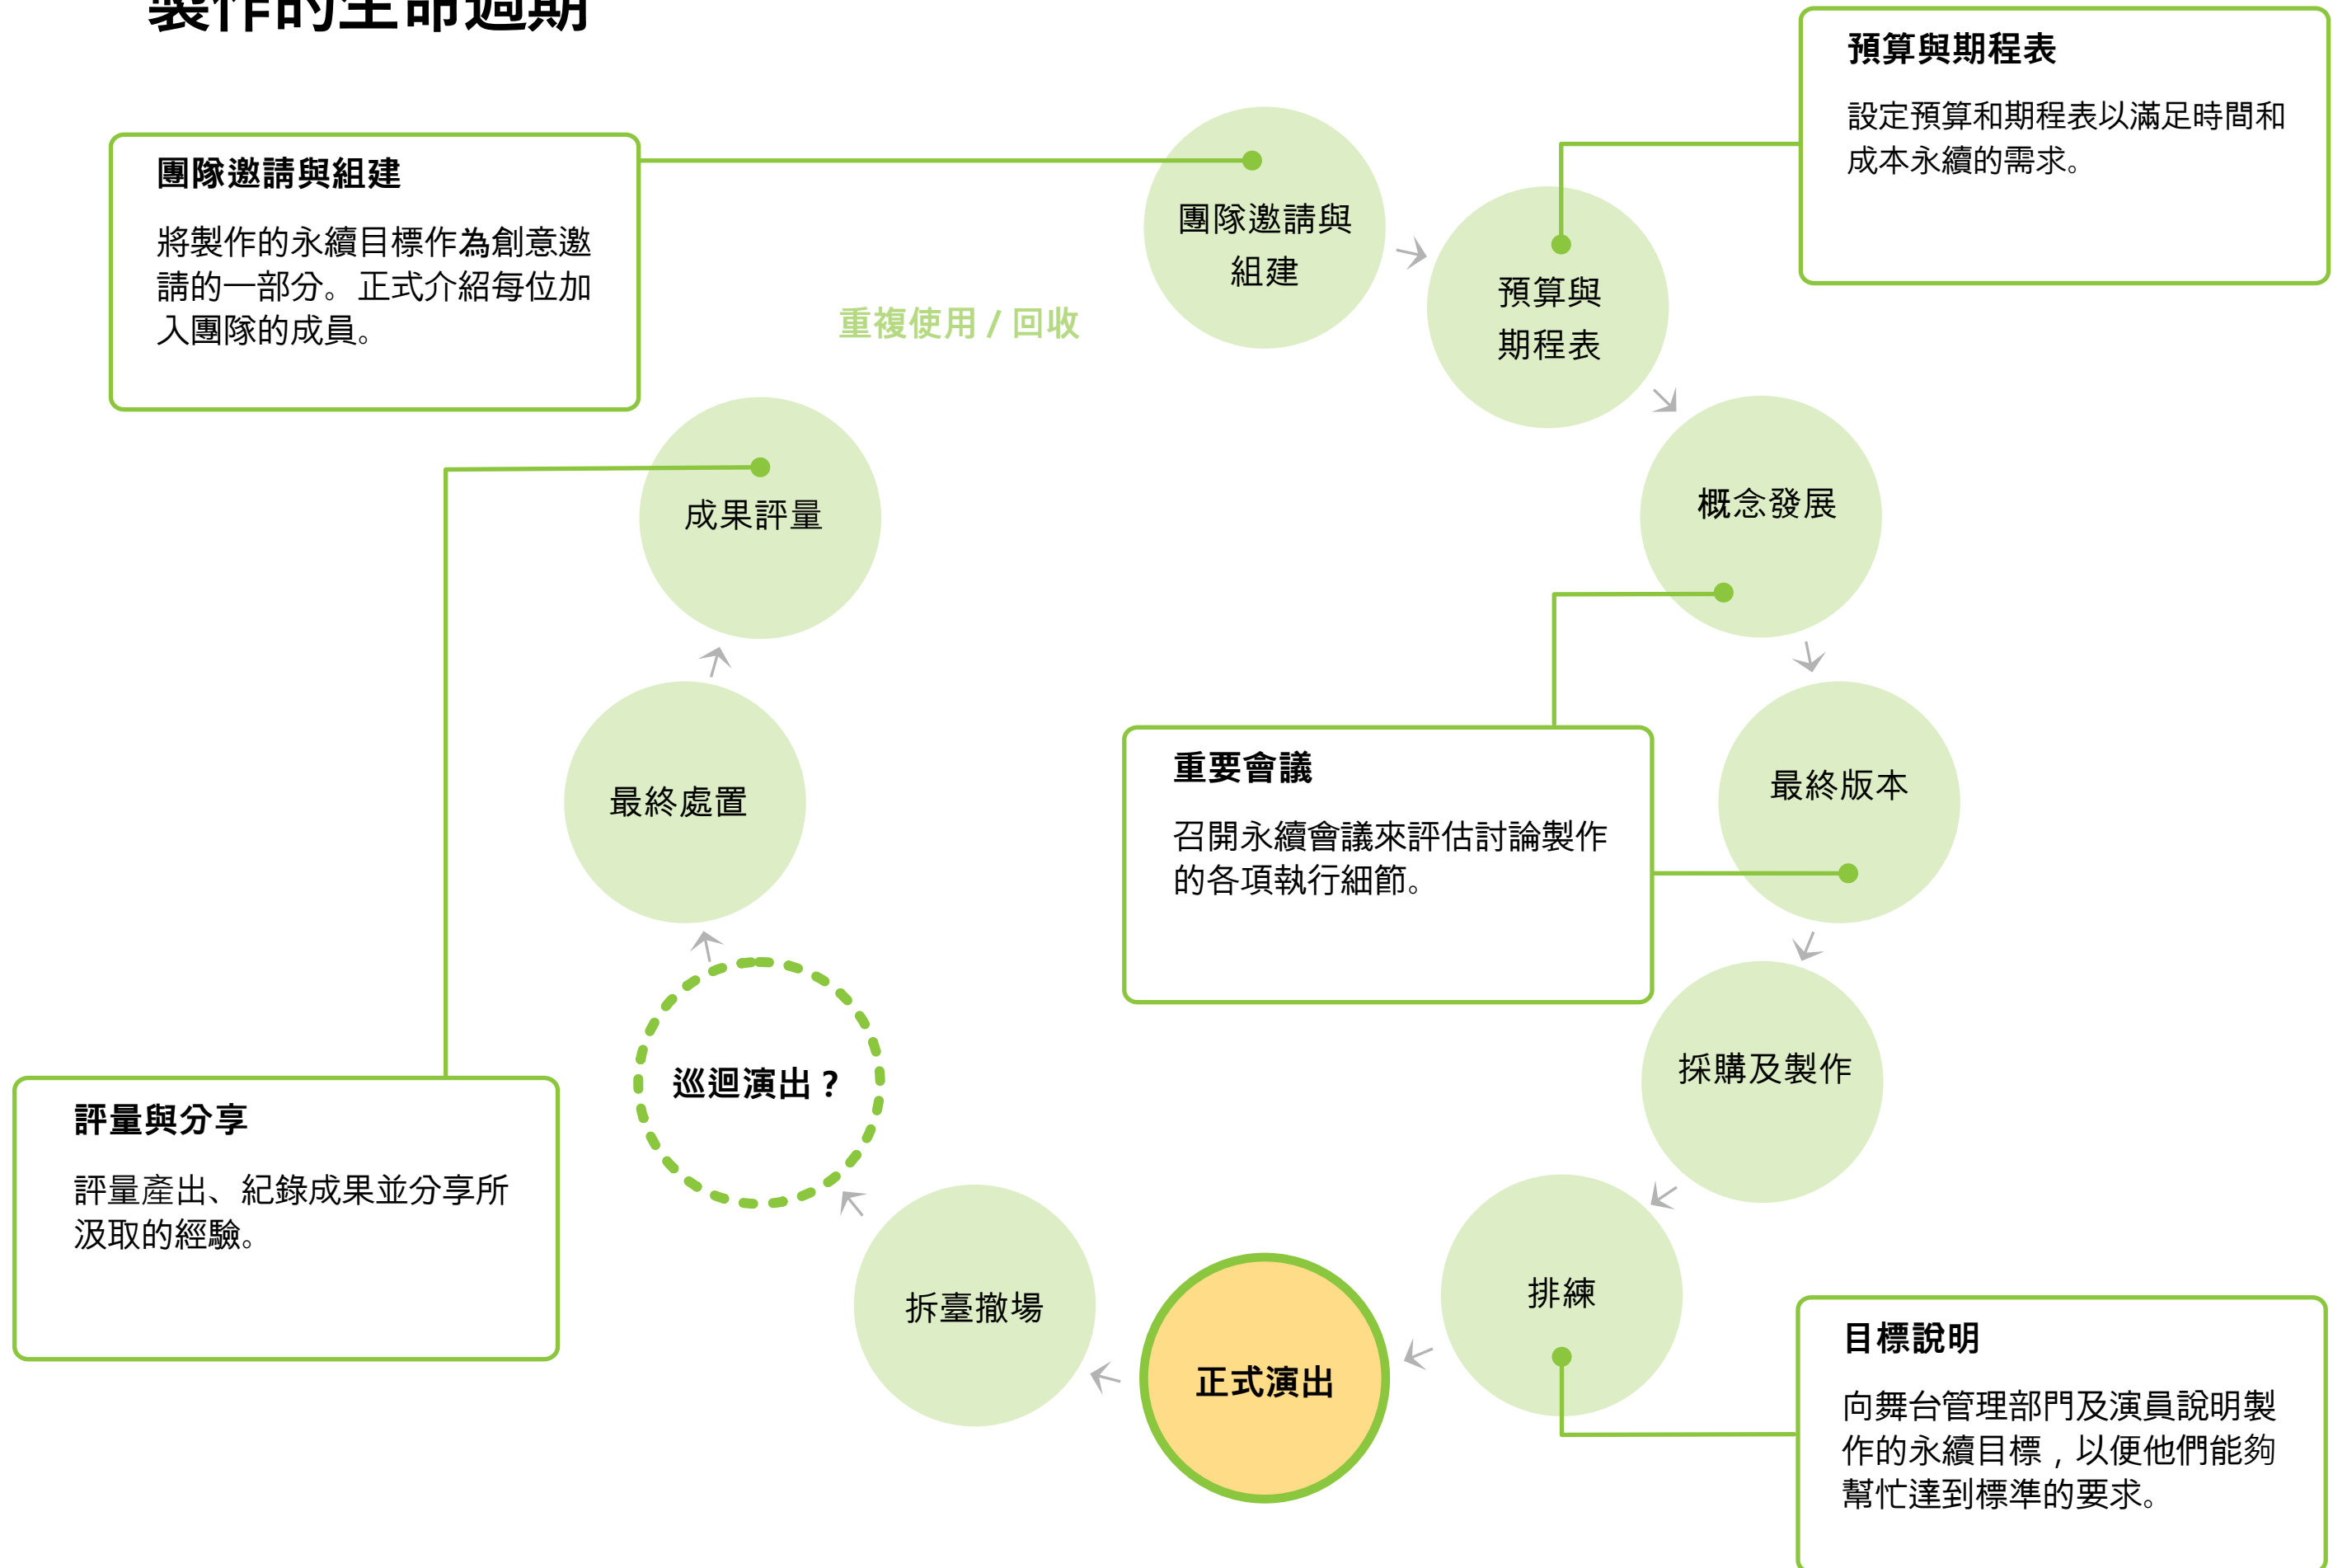 製作的生命週期
預算與期程表
設定預算和期程表以滿足時間和
成本永續的需求。
團隊邀請與組建
將製作的永續目標作為創意邀
請的一部分。正式介紹每位加
入團隊的成員。
團隊邀請與
組建
預算與
期程表
重複使用 / 回收
成果評量
概念發展
最終處置
最終版本
重要會議
召開永續會議來評估討論製作
的各項執行細節。
巡迴演出？
採購及製作
評量與分享
評量產出、紀錄成果並分享所
汲取的經驗。
拆臺撤場
正式演出
排練
目標說明
向舞台管理部門及演員說明製
作的永續目標，以便他們能夠
幫忙達到標準的要求。